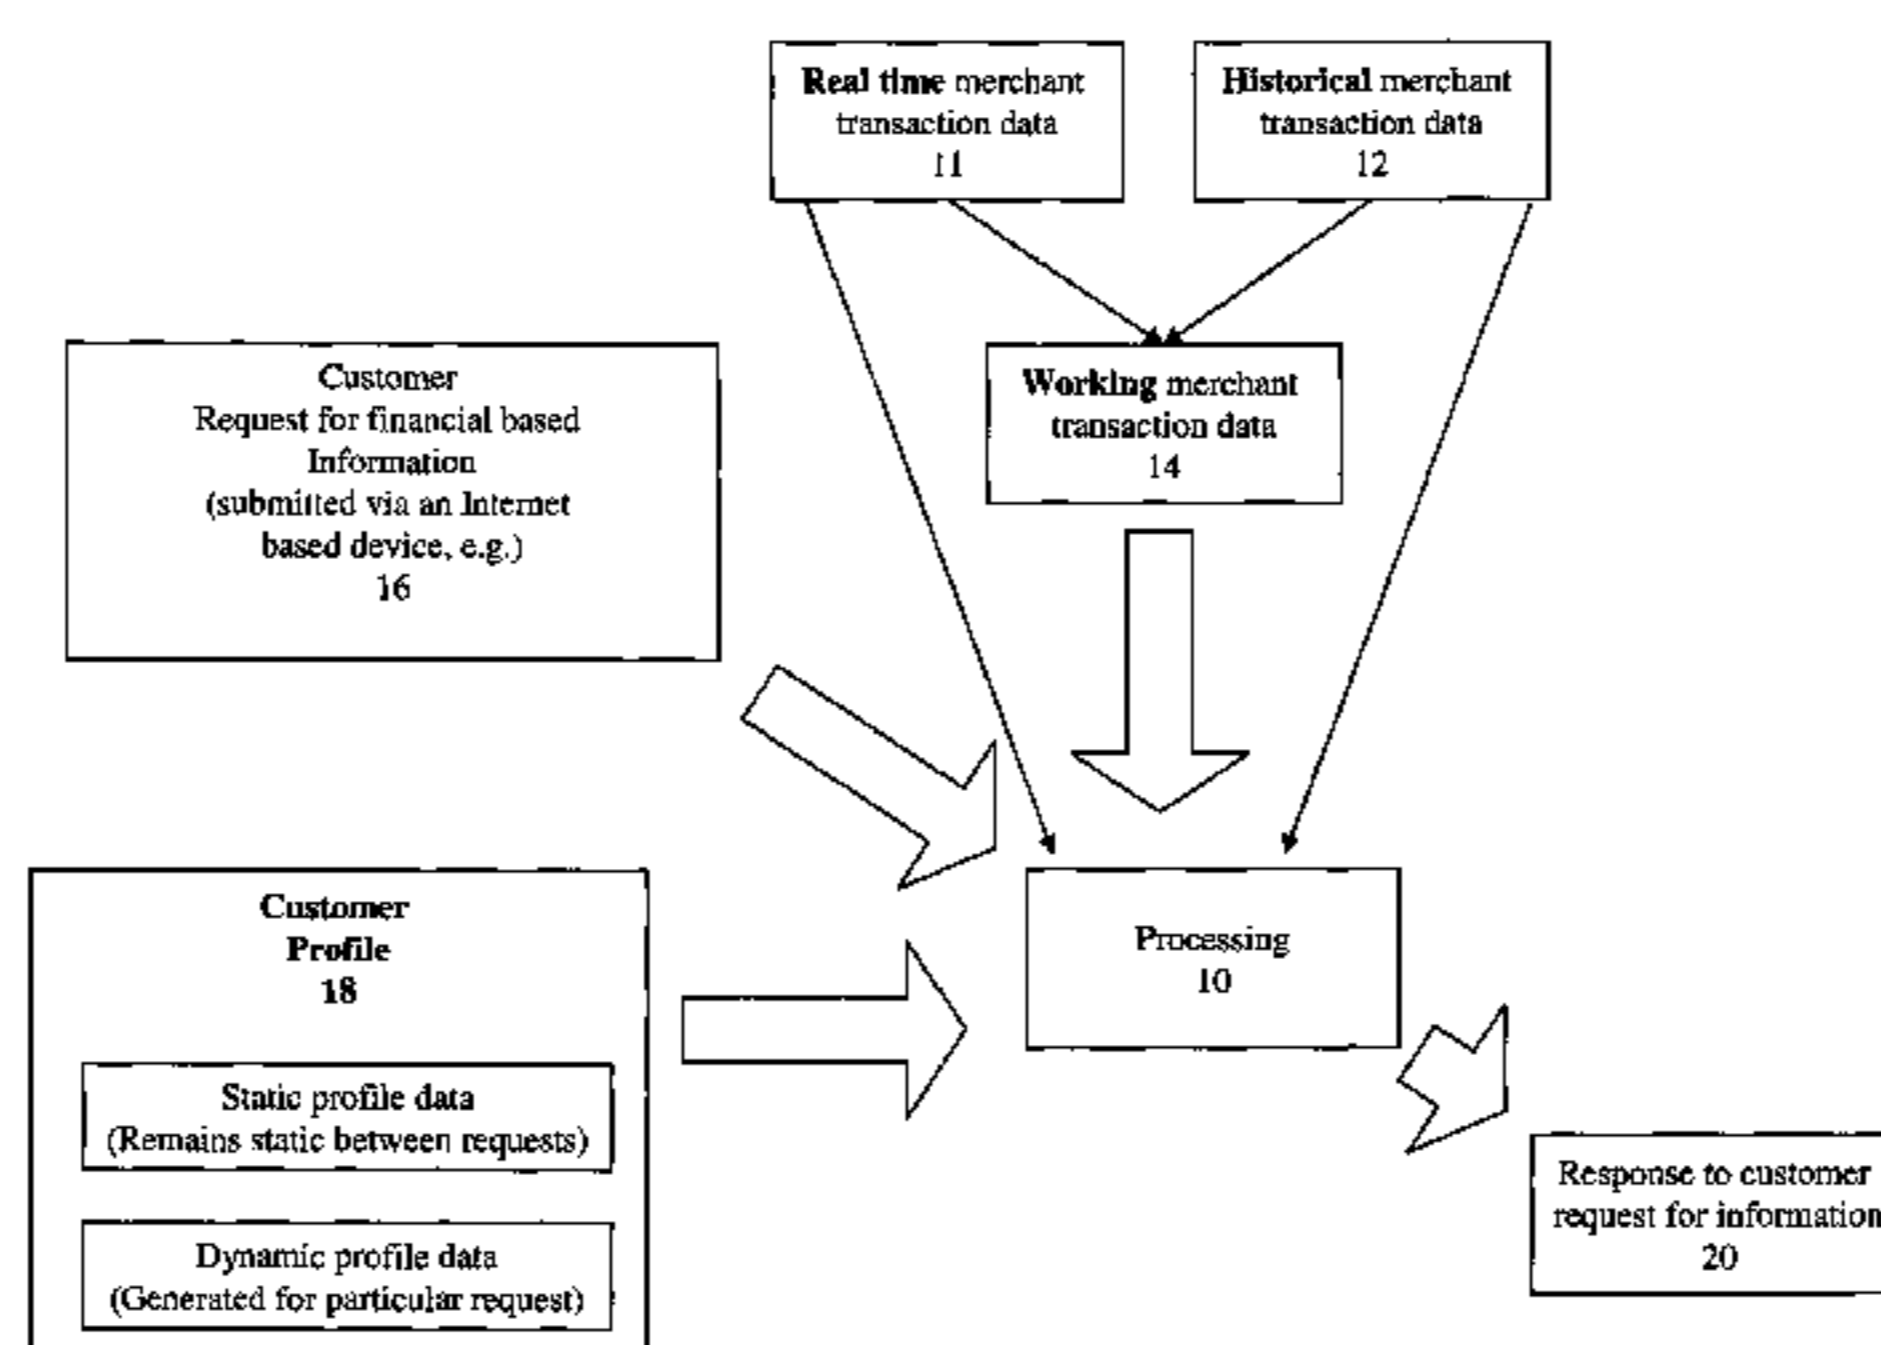 Real time merchant
transaction data
11
Historical merchant
transaction data
12
Working merchant
transaction data
14
Customer
Request for financial based
Information
(submitted via an Internet
based device, e.g.)
16
Customer
Profile
18
Static profile data
(Remains static between requests)
Dynamic profile data
(Generated for particular request)
Processing
10
Response to customer
request for information
20